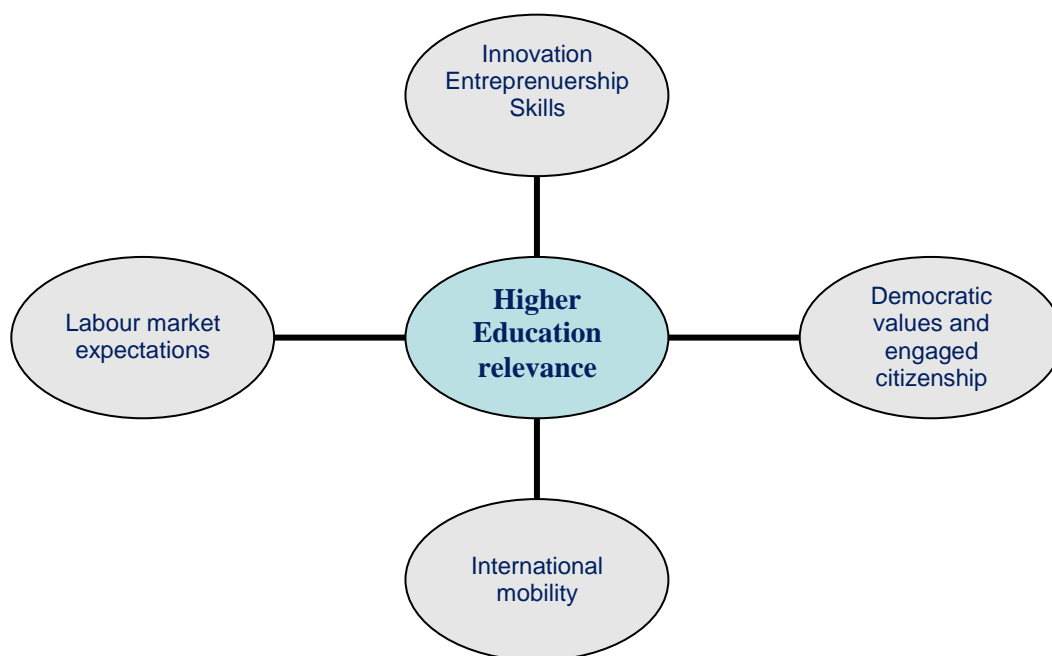 Innovation
Entreprenuership
Skills
Labour market
expectations
Higher
Education
relevance
Democratic
values and
engaged
citizenship
International
mobility